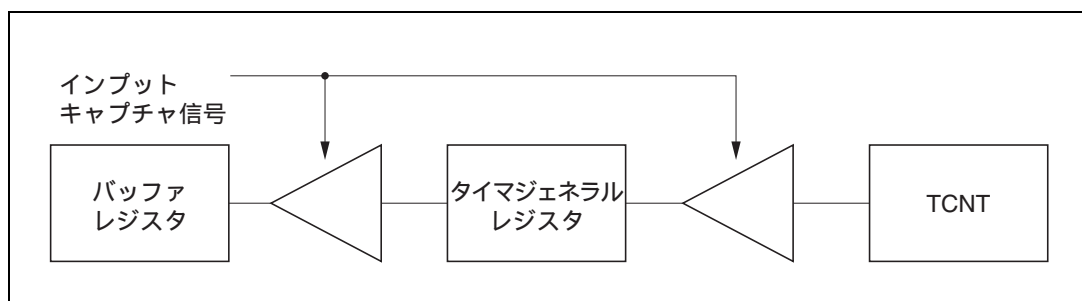 インプット
キャプチャ信号
バッファ
レジスタ
タイマジェネラル
レジスタ
TCNT